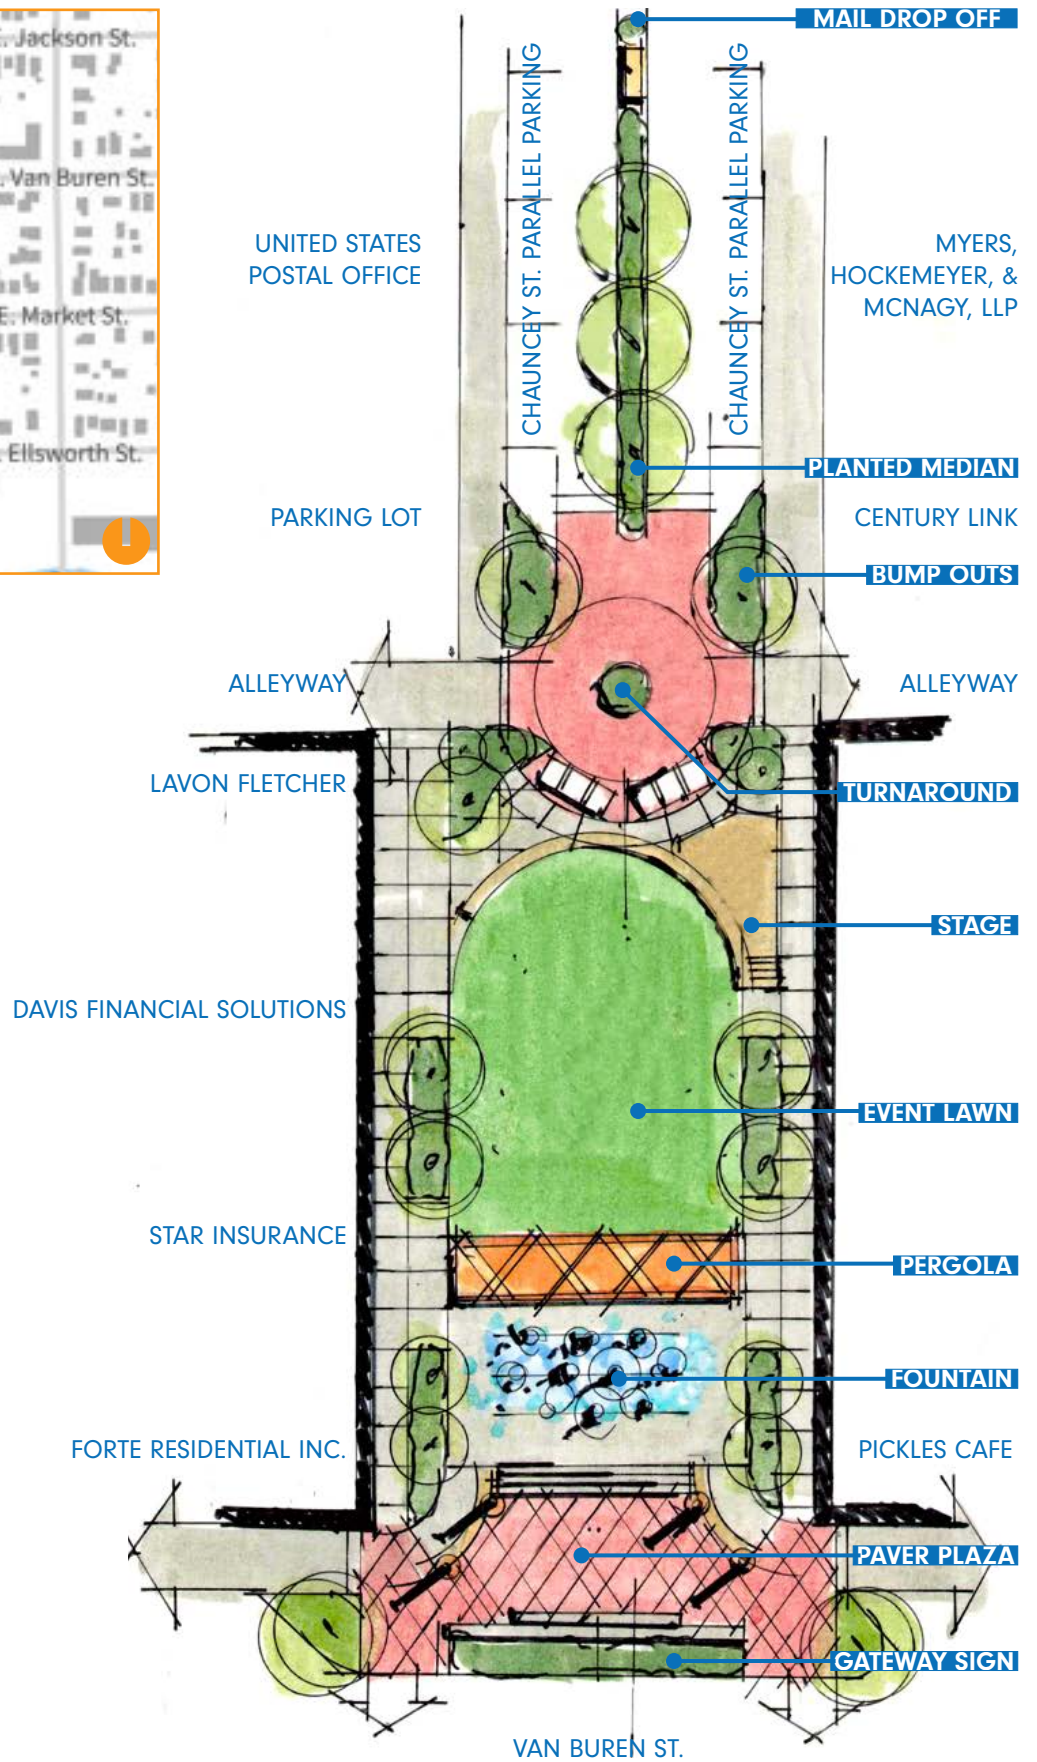 MAIL DROP OFF
. Jackson St.
. Van Buren St.
E. Market St.
. Ellsworth St.
CHAUNCEY ST. PARALLEL PARKING
CHAUNCEY ST. PARALLEL PARKING
UNITED STATES
POSTAL OFFICE
MYERS,
HOCKEMEYER, &
MCNAGY, LLP
PLANTED MEDIAN
PARKING LOT
CENTURY LINK
BUMP OUTS
ALLEYWAY
ALLEYWAY
LAVON FLETCHER
TURNAROUND
STAGE
DAVIS FINANCIAL SOLUTIONS
EVENT LAWN
STAR INSURANCE
PERGOLA
FOUNTAIN
FORTE RESIDENTIAL INC.
PICKLES CAFE
PAVER PLAZA
GATEWAY SIGN
VAN BUREN ST.